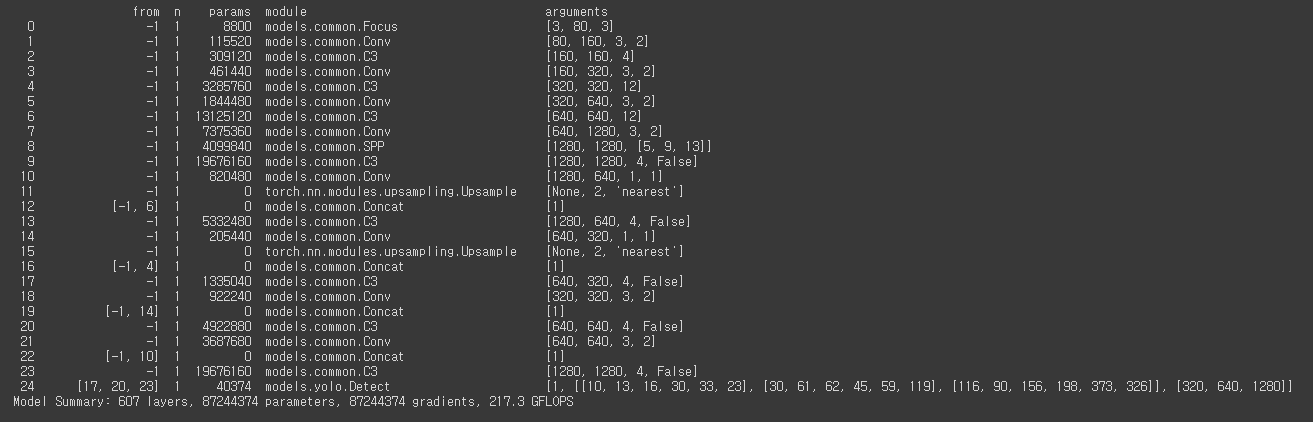 from n params module arguments
0 -1 1 8800 models.common.Focus [3, 80, 3]
1 -1 1 115520 models.common.Conv [80, 160, 3, 2]
2 -1 1 309120 models.common.C3 [160, 160, 4]
3 -1 1 461440 models.common.Conv [160, 320, 3, 2]
4 -1 1 3285760 models.common.C3 [320, 320, 12]
5 -1 1 1844480 models.common.Conv [320, 640, 3, 2]
6 -1 1 13125120 models.common.C3 [640, 640, 12]
7 -1 1 7375360 models.common.Conv [640, 1280, 3, 2]
8 -1 1 4099840 models.common.SPP [1280, 1280, [5, 9, 13]]
9 -1 1 19676160 models.common.C3 [1280, 1280, 4, False]
10 -1 1 820480 models.common.Conv [1280, 640, 1, 1]
11 -1 1 0 torch.nn.modules.upsampling.Upsample [None, 2, 'nearest']
12 [-1, 6] 1 0 models.common.Concat [1]
13 -1 1 5332480 models.common.C3 [1280, 640, 4, False]
14 -1 1 205440 models.common.Conv [640, 320, 1, 1]
15 -1 1 0 torch.nn.modules.upsampling.Upsample [None, 2, 'nearest']
16 [-1, 4] 1 0 models.common.Concat [1]
17 -1 1 1335040 models.common.C3 [640, 320, 4, False]
18 -1 1 922240 models.common.Conv [320, 320, 3, 2]
19 [-1, 14] 1 0 models.common.Concat [1]
20 -1 1 4922880 models.common.C3 [640, 640, 4, False]
21 -1 1 3687680 models.common.Conv [640, 640, 3, 2]
22 [-1, 10] 1 0 models.common.Concat [1]
23 -1 1 19676160 models.common.C3 [1280, 1280, 4, False]
24 [17, 20, 23] 1 40374 models.yolo.Detect [1, [[10, 13, 16, 30, 33, 23], [30, 61, 62, 45, 59, 119], [116, 90, 156, 198, 373, 326]], [320, 640, 1280]]
Model Summary: 607 layers, 87244374 parameters, 87244374 gradients, 217.3 GFLOPS